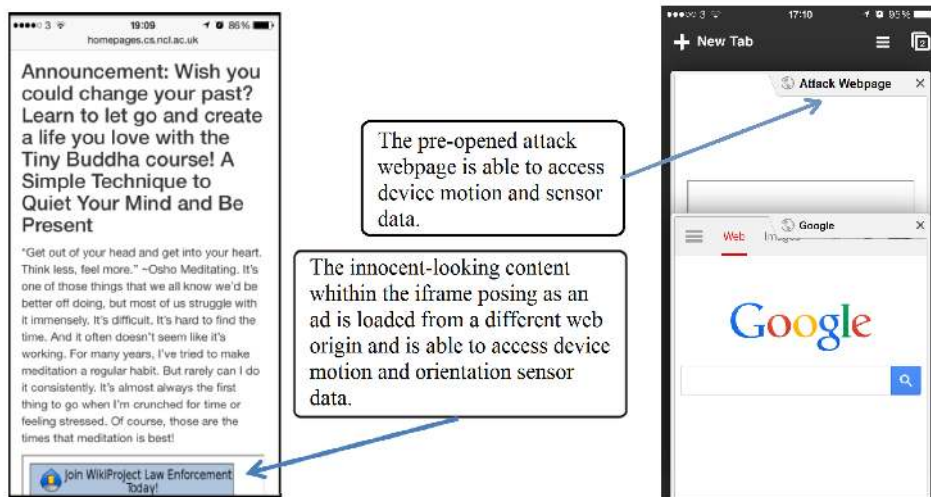 3 19:09 86%
homepages.cs.ncl.ac.uk
Announcement: Wish you
could change your past?
Learn to let go and create
a life you love with the
Tiny Buddha course! A
Simple Technique to
Quiet Your Mind and Be
Present
"Get out of your head and get into your heart.
Think less, feel more." ~Osho Meditating. It's
one of those things that we all know we'd be
better off doing, but most of us struggle with
it immensely. It's difficult. It's hard to find the
time. And it often doesn't seem like it's
working. For many years, I've tried to make
meditation a regular habit. But rarely can I do
it consistently. It's almost always the first
thing to go when I'm crunched for time or
feeling stressed. Of course, those are the
times that meditation is best!
Join WikiProject Law Enforcement
Today!
The pre-opened attack
webpage is able to access
device motion and sensor
data.
The innocent-looking content
whithin the iframe posing as an
ad is loaded from a different web
origin and is able to access device
motion and orientation sensor
data.
3 17:10 95%
New Tab
2
Attack Webpage
Google
Web Images
Google